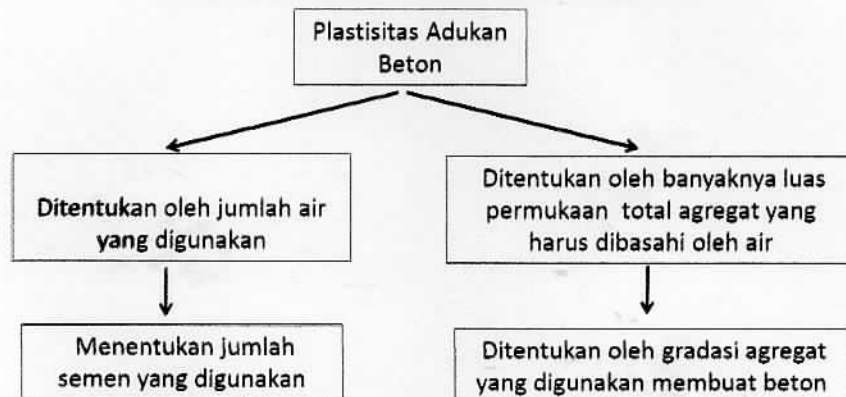 Plastisitas Adukan
Beton
Ditentukan oleh jumlah air
yang digunakan
Ditentukan oleh banyaknya luas
permukaan total agregat yang
harus dibasahi oleh air
Menentukan jumlah
semen yang digunakan
Ditentukan oleh gradasi agregat
yang digunakan membuat beton